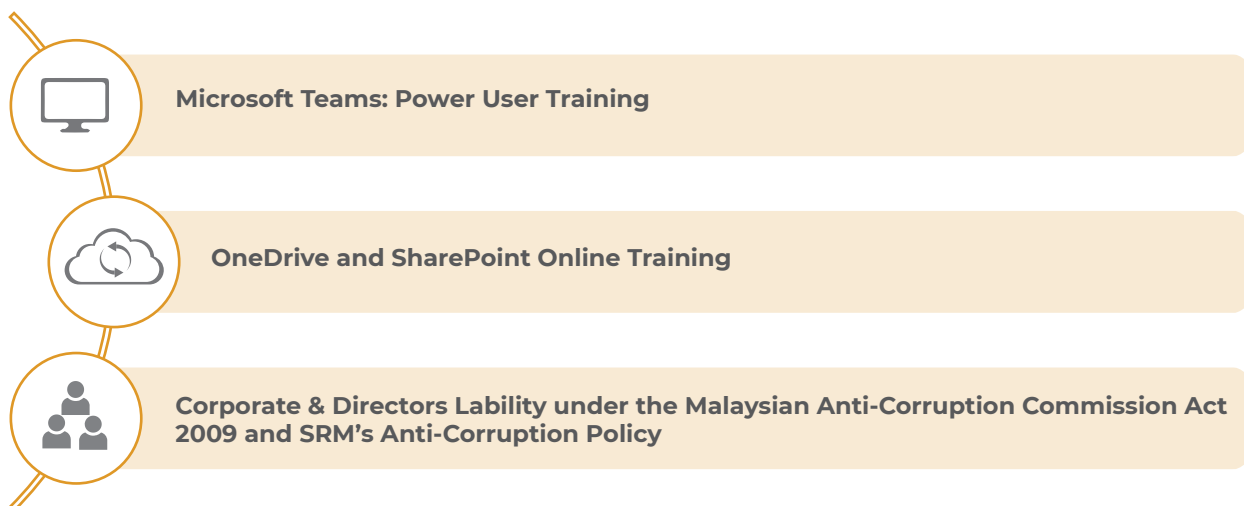 Microsoft Teams: Power User Training
OneDrive and SharePoint Online Training
Corporate & Directors Lability under the Malaysian Anti-Corruption Commission Act
2009 and SRM’s Anti-Corruption Policy